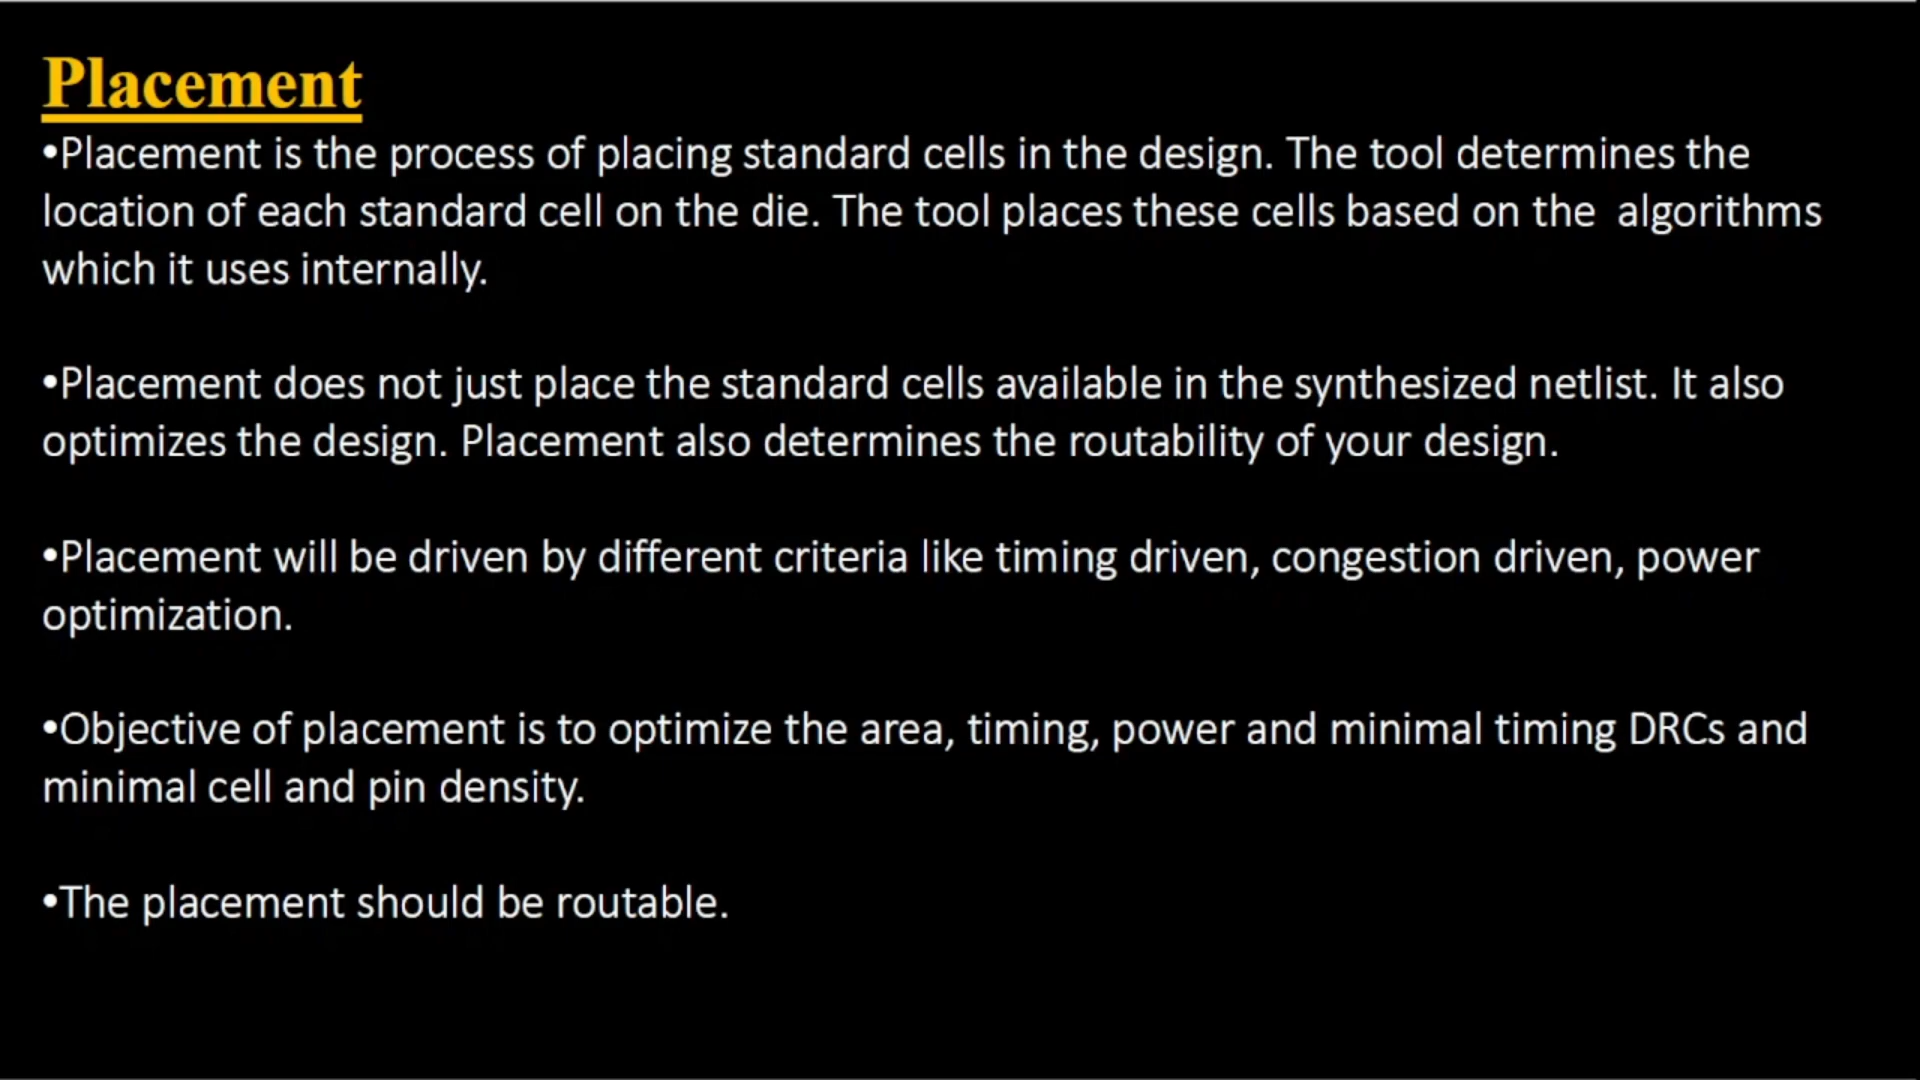 Placement
•Placement is the process of placing standard cells in the design. The tool determines the
location of each standard cell on the die. The tool places these cells based on the  algorithms
which it uses internally.
•Placement does not just place the standard cells available in the synthesized netlist. It also
optimizes the design. Placement also determines the routability of your design.
•Placement will be driven by different criteria like timing driven, congestion driven, power
optimization.
•Objective of placement is to optimize the area, timing, power and minimal timing DRCs and
minimal cell and pin density.
•The placement should be routable.